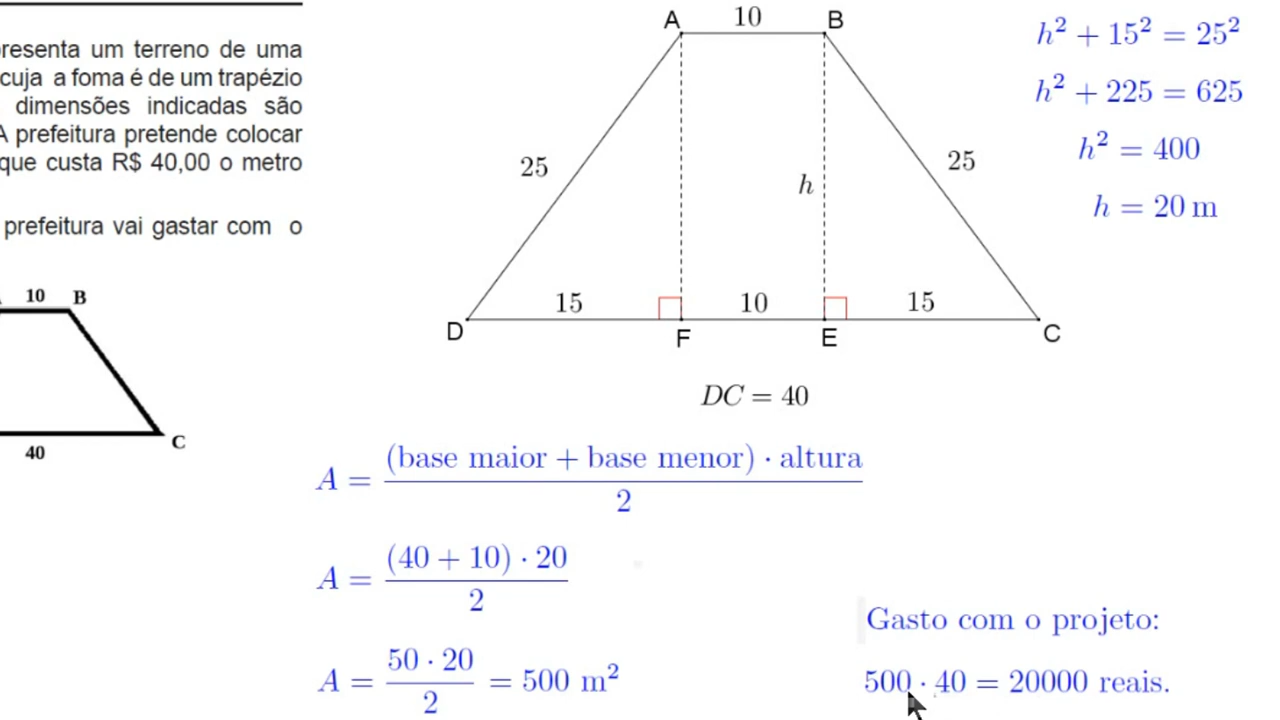 presenta um terreno de uma
cuja a foma é de um trapézio
dimensões indicadas são
A prefeitura pretende colocar
que custa R$ 40,00 o metro
prefeitura vai gastar com o
10 B
C
40
A 10 B
25
25
h
15 10 15
D F E C
DC = 40
h² + 15² = 25²
h² + 225 = 625
h² = 400
h = 20 m
A = (base maior + base menor) · altura / 2
A = (40 + 10) · 20 / 2
A = 50 · 20 / 2 = 500 m²
Gasto com o projeto:
500 · 40 = 20000 reais.